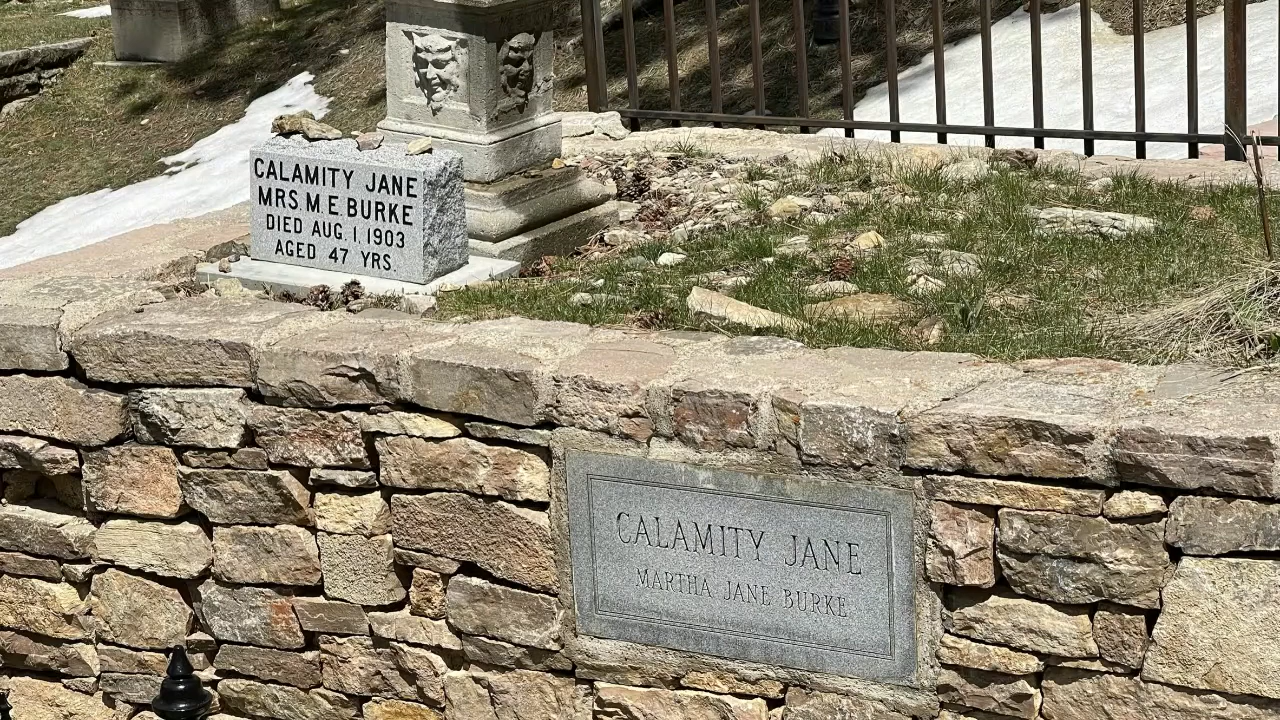 CALAMITY JANE
MRS. M. E. BURKE
DIED AUG. 1, 1903
AGED 47 YRS.
CALAMITY JANE
MARTHA JANE BURKE